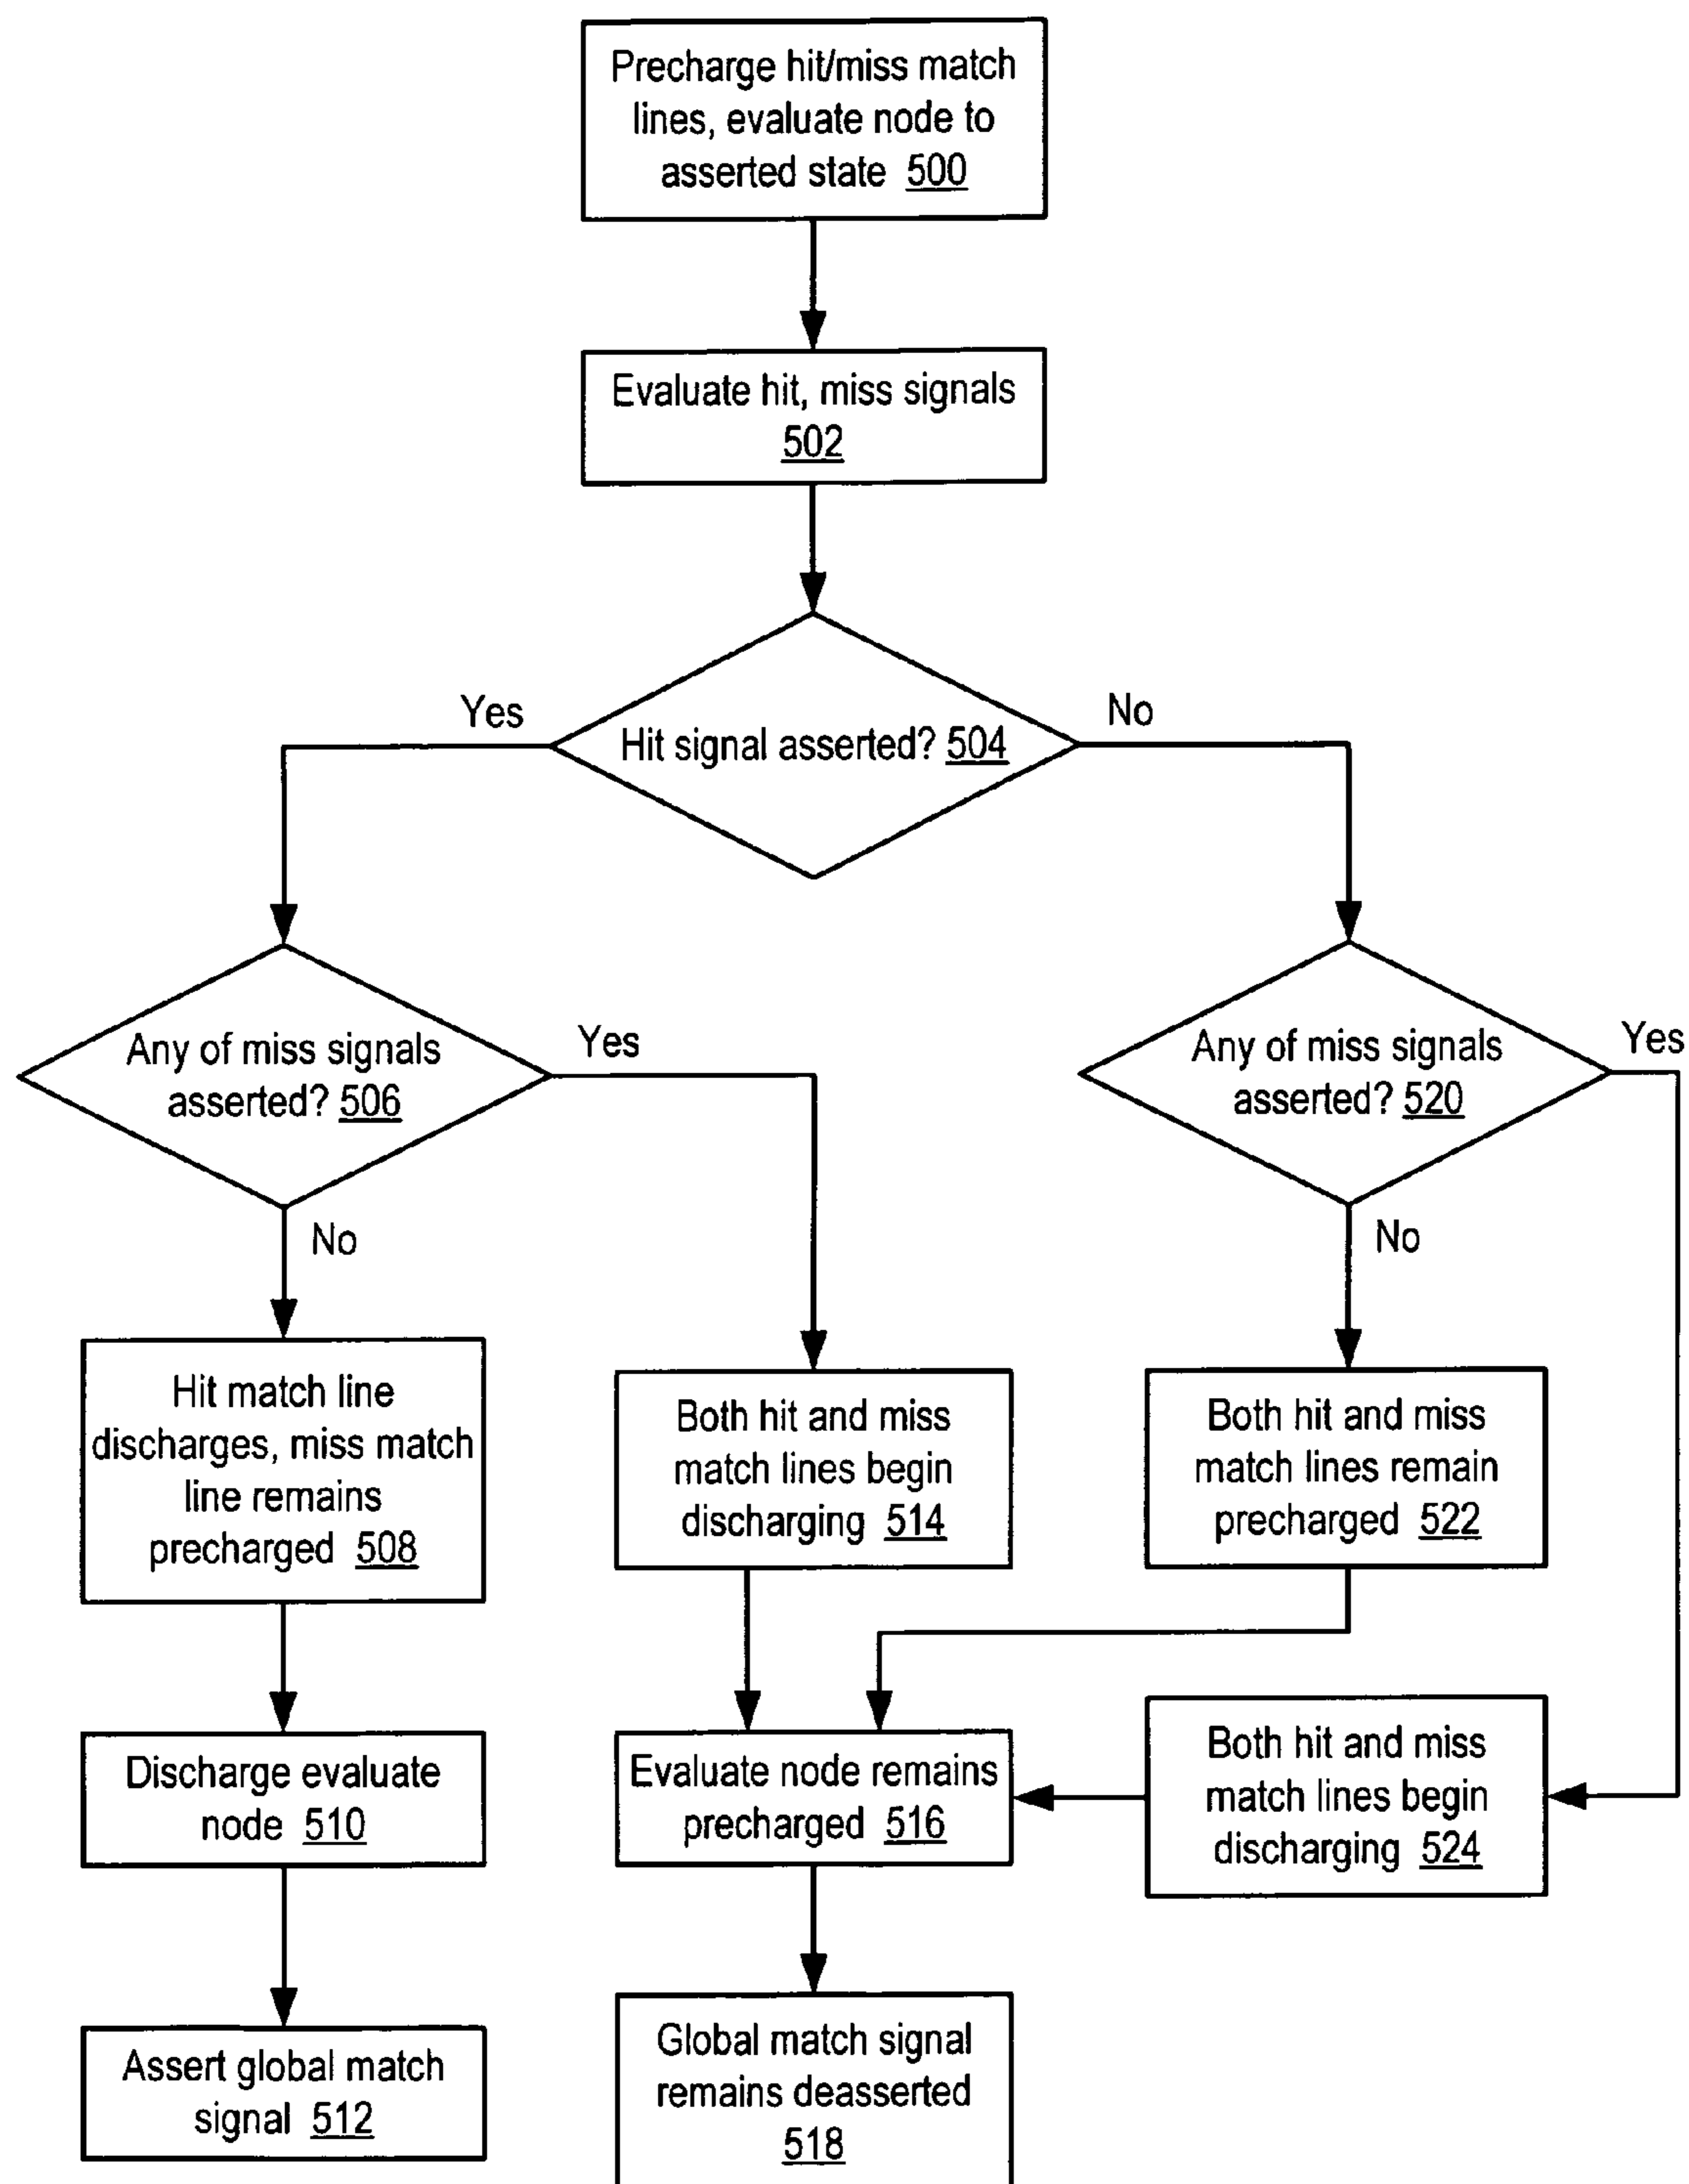 Precharge hit/miss match
lines, evaluate node to
asserted state 500
Evaluate hit, miss signals
502
Hit signal asserted? 504
Yes
No
Any of miss signals
asserted? 506
Yes
No
Any of miss signals
asserted? 520
Yes
No
Hit match line
discharges, miss match
line remains
precharged 508
Both hit and miss
match lines begin
discharging 514
Both hit and miss
match lines remain
precharged 522
Discharge evaluate
node 510
Evaluate node remains
precharged 516
Both hit and miss
match lines begin
discharging 524
Assert global match
signal 512
Global match signal
remains deasserted
518